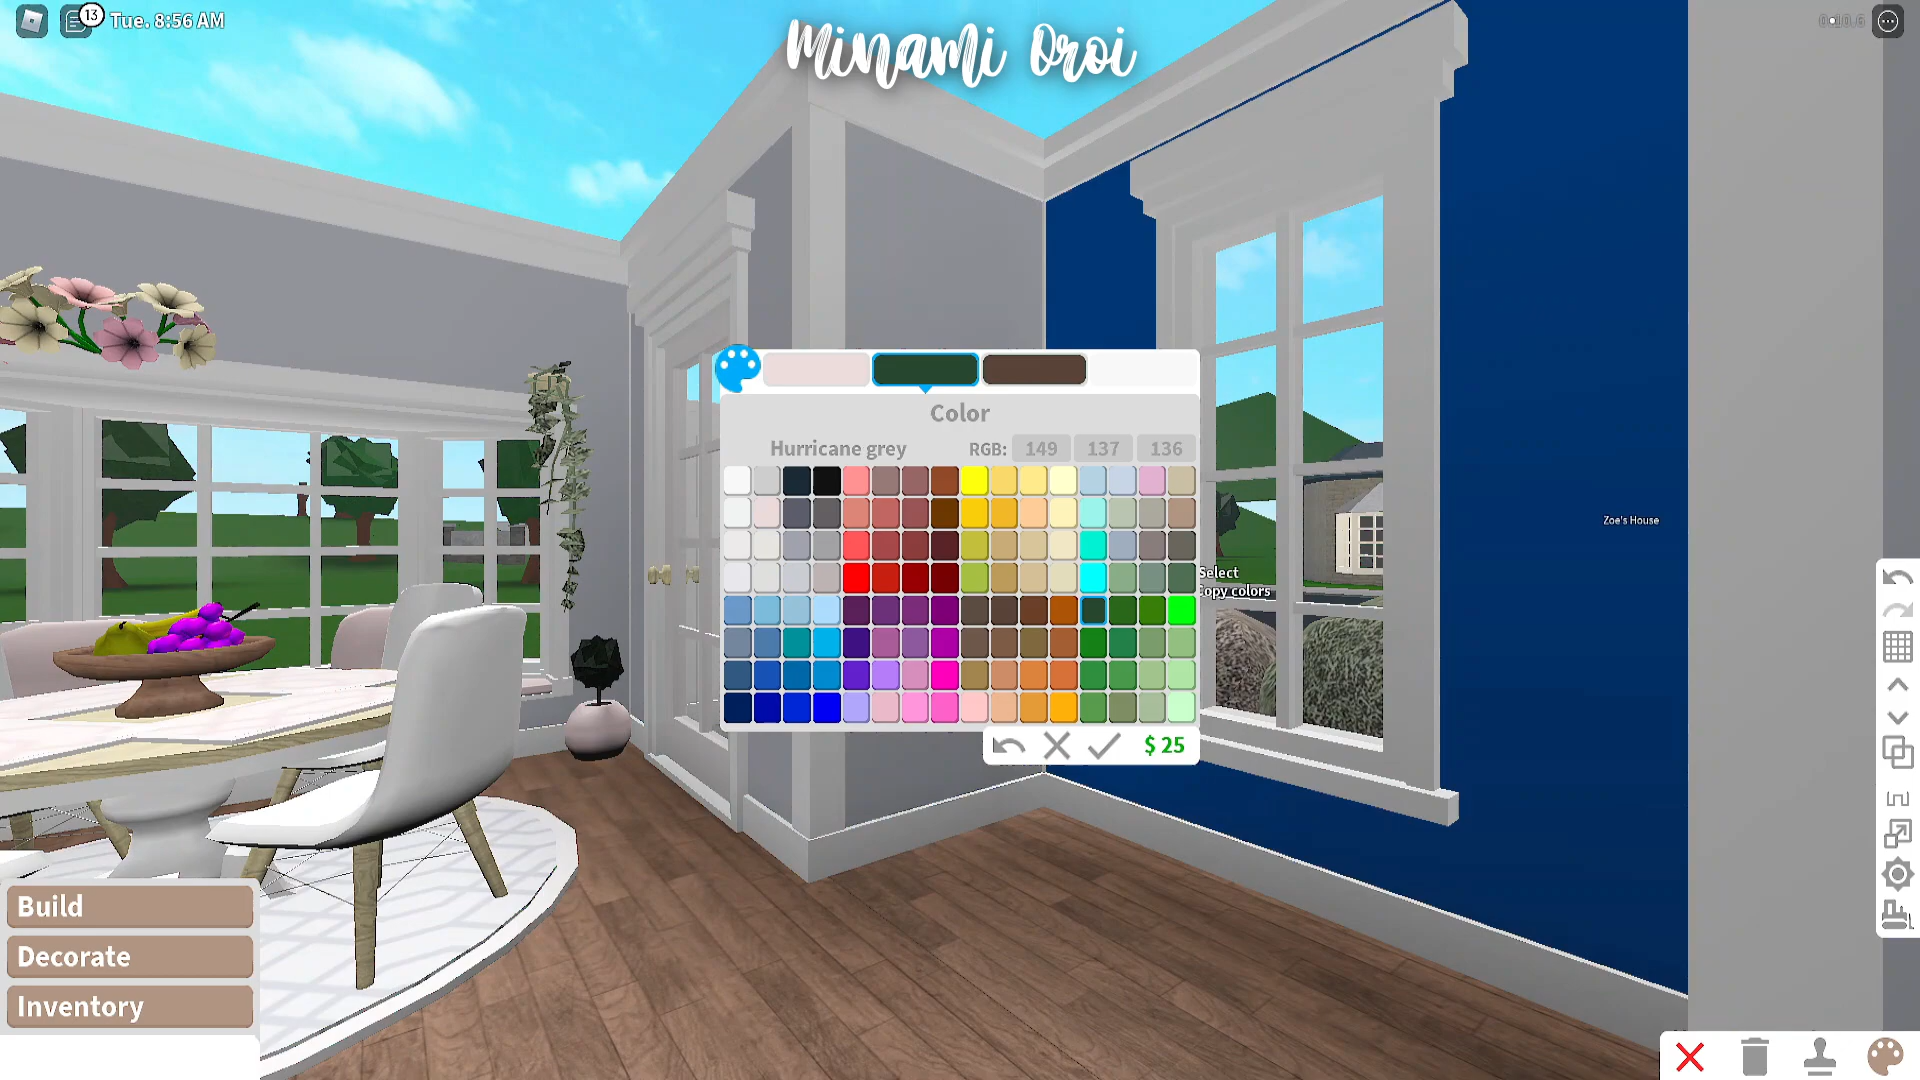 13
Tue. 8:56 AM
Minami Oroi
Color
Hurricane grey
RGB: 149 137 136
Zoe's House
Select
Copy colors
$ 25
Build
Decorate
Inventory